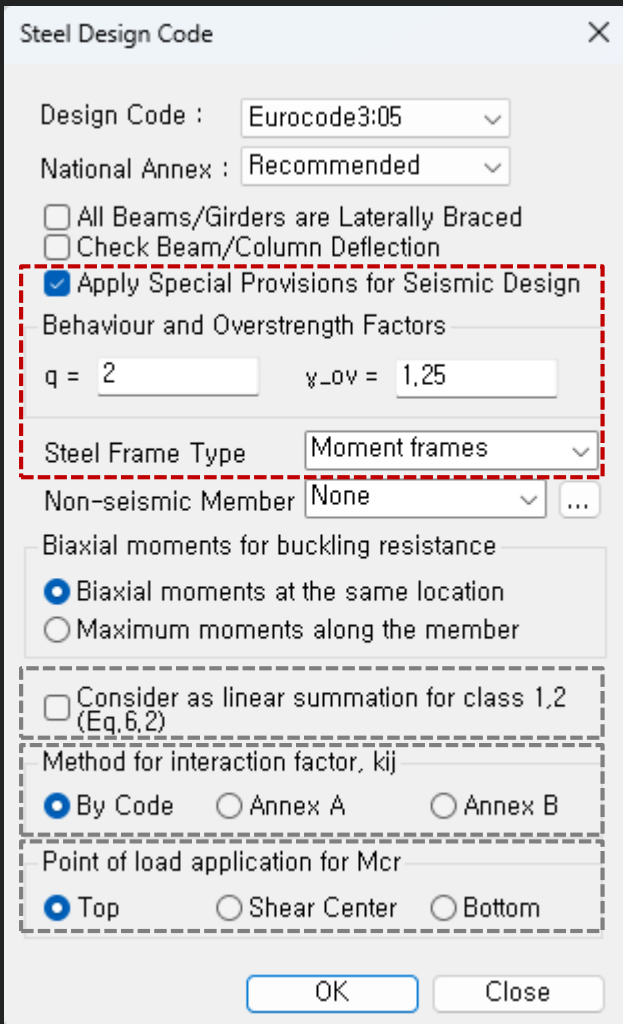 Steel Design Code
Design Code : Eurocode3:05
National Annex : Recommended
All Beams/Girders are Laterally Braced
Check Beam/Column Deflection
Apply Special Provisions for Seismic Design
Behaviour and Overstrength Factors
q = 2 γ_ov = 1,25
Steel Frame Type Moment frames
Non-seismic Member None ...
Biaxial moments for buckling resistance
Biaxial moments at the same location
Maximum moments along the member
Consider as linear summation for class 1,2
(Eq,6,2)
Method for interaction factor, kij
By Code Annex A Annex B
Point of load application for Mcr
Top Shear Center Bottom
OK Close